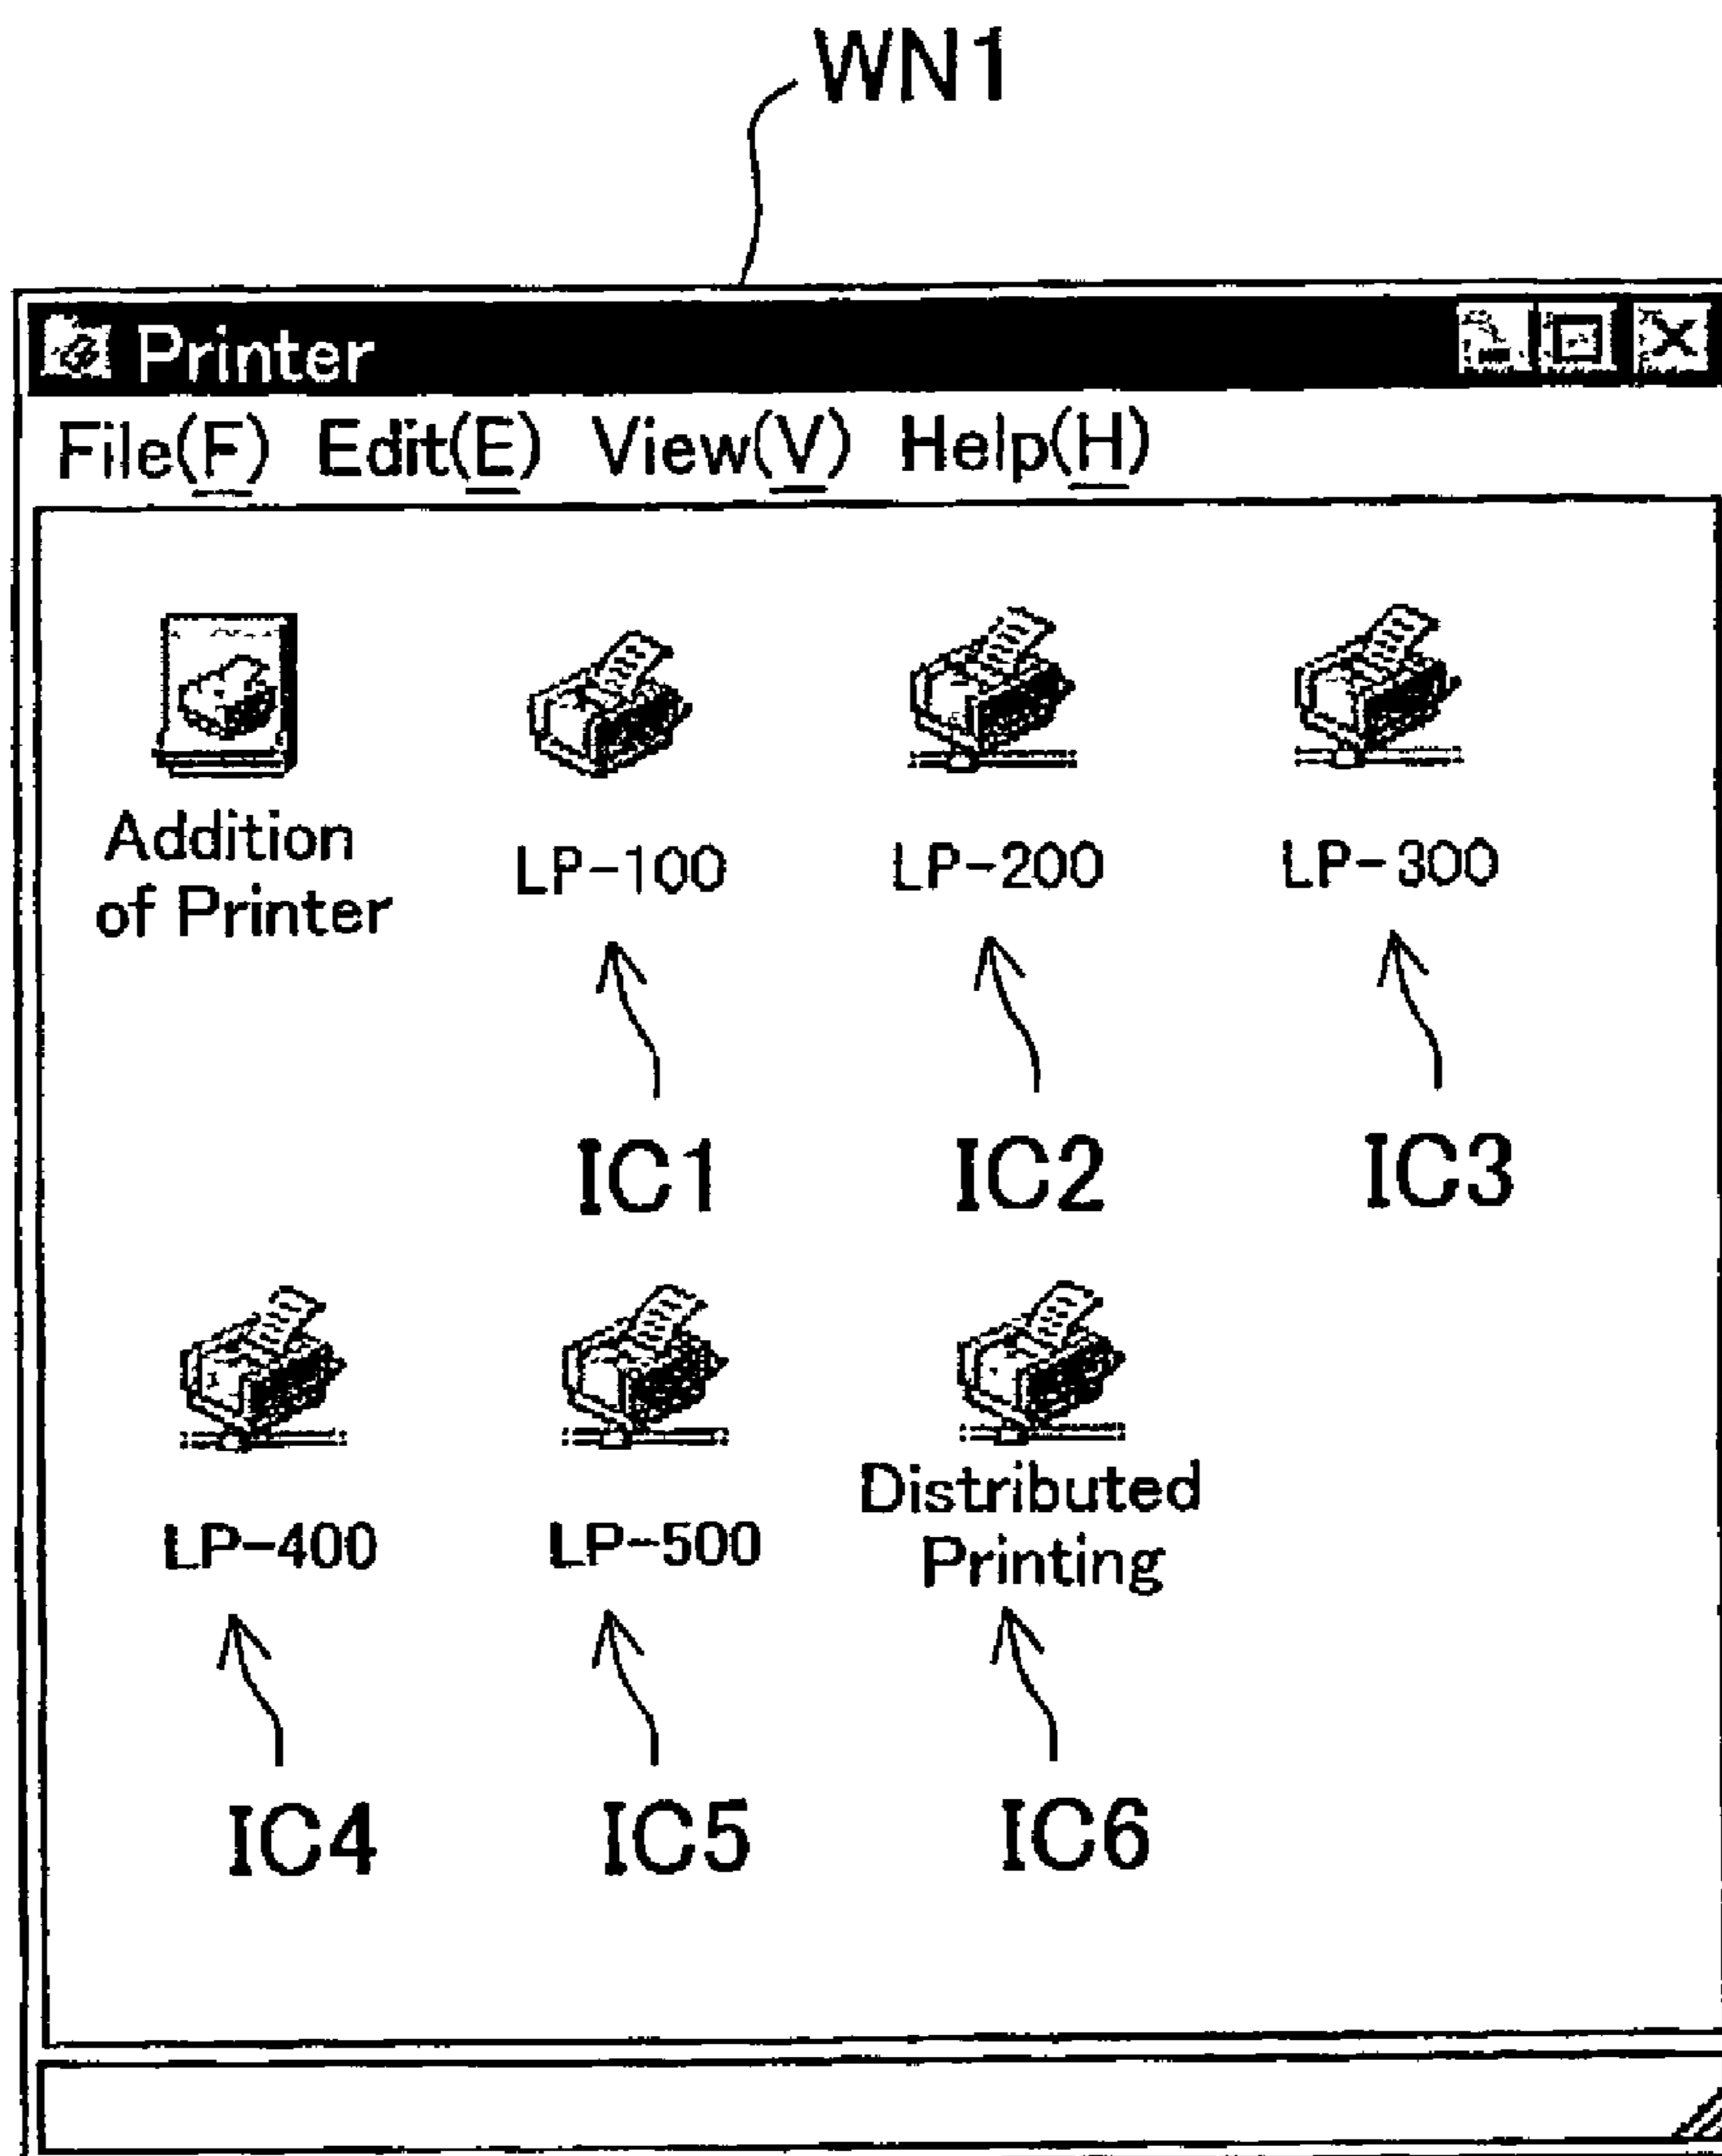 WN1
Printer
File(F) Edit(E) View(V) Help(H)
Addition
of Printer
LP-100
LP-200
LP-300
IC1
IC2
IC3
LP-400
LP-500
Distributed
Printing
IC4
IC5
IC6